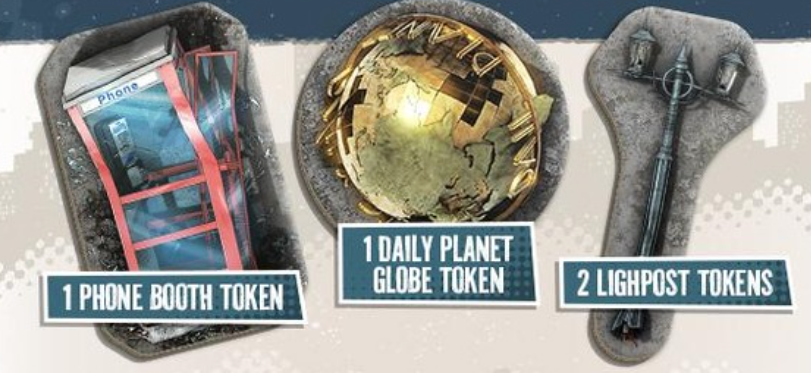 Phone
1 PHONE BOOTH TOKEN
1 DAILY PLANET
GLOBE TOKEN
2 LIGHPOST TOKENS